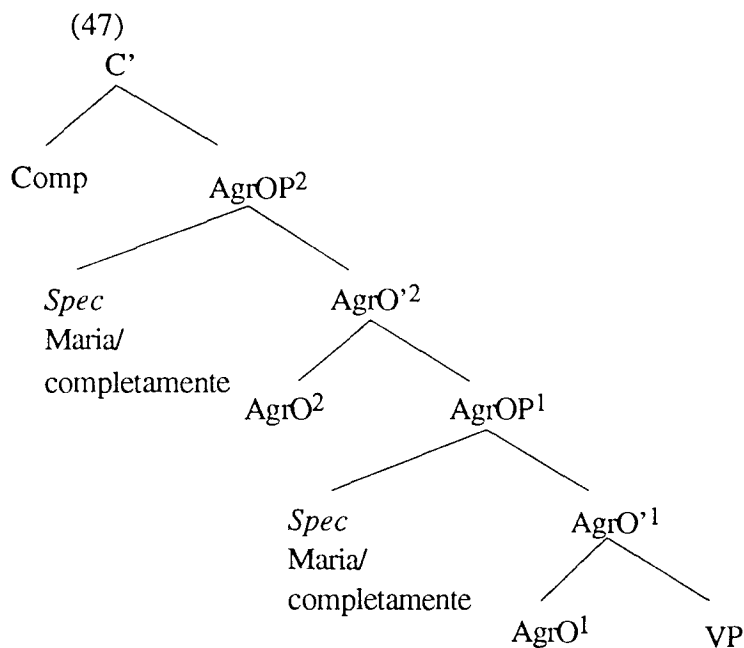 (47)
C’
Comp
AgrOP2
Spec
AgrO’2
Maria/
completamente
AgrO2
AgrOP1
Spec
AgrO’1
Maria/
completamente
AgrO1
VP